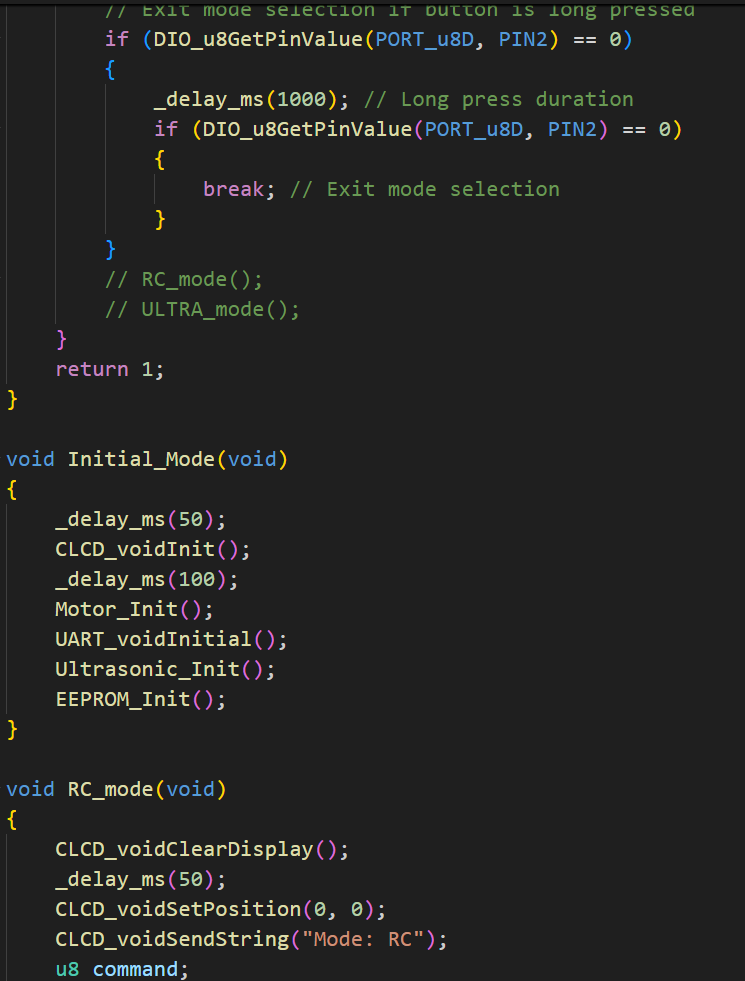 // Exit mode selection if button is long pressed
if (DIO_u8GetPinValue(PORT_u8D, PIN2) == 0)
{
_delay_ms(1000); // Long press duration
if (DIO_u8GetPinValue(PORT_u8D, PIN2) == 0)
{
break; // Exit mode selection
}
}
// RC_mode();
// ULTRA_mode();
}
return 1;
}
void Initial_Mode(void)
{
_delay_ms(50);
CLCD_voidInit();
_delay_ms(100);
Motor_Init();
UART_voidInitial();
Ultrasonic_Init();
EEPROM_Init();
}
void RC_mode(void)
{
CLCD_voidClearDisplay();
_delay_ms(50);
CLCD_voidSetPosition(0, 0);
CLCD_voidSendString("Mode: RC");
u8 command;